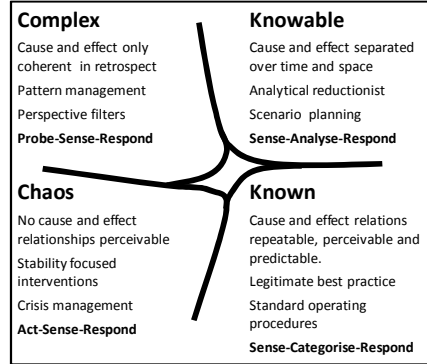 Complex
Cause and effect only
coherent in retrospect
Pattern management
Perspective filters
Probe-Sense-Respond
Knowable
Cause and effect separated
over time and space
Analytical reductionist
Scenario planning
Sense-Analyse-Respond
Chaos
No cause and effect
relationships perceivable
Stability focused
interventions
Crisis management
Act-Sense-Respond
Known
Cause and effect relations
repeatable, perceivable and
predictable.
Legitimate best practice
Standard operating
procedures
Sense-Categorise-Respond